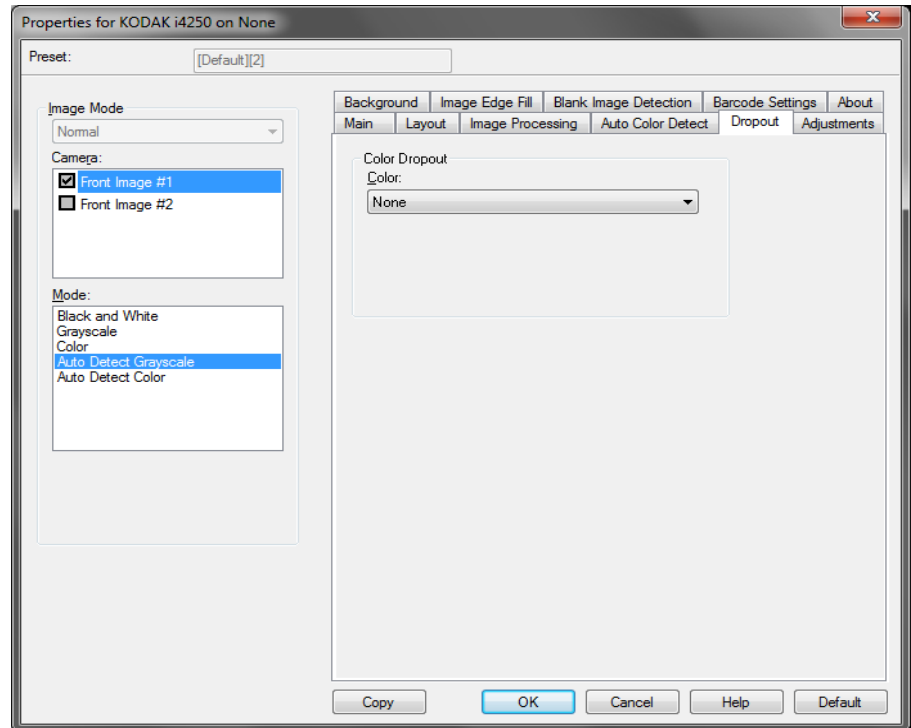 Properties for KODAK i4250 on None
Preset: [Default][2]
Image Mode
Normal
Camera:
Front Image #1
Front Image #2
Mode:
Black and White
Grayscale
Color
Auto Detect Grayscale
Auto Detect Color
Background Image Edge Fill Blank Image Detection Barcode Settings About
Main Layout Image Processing Auto Color Detect Dropout Adjustments
Color Dropout
Color:
None
Copy OK Cancel Help Default